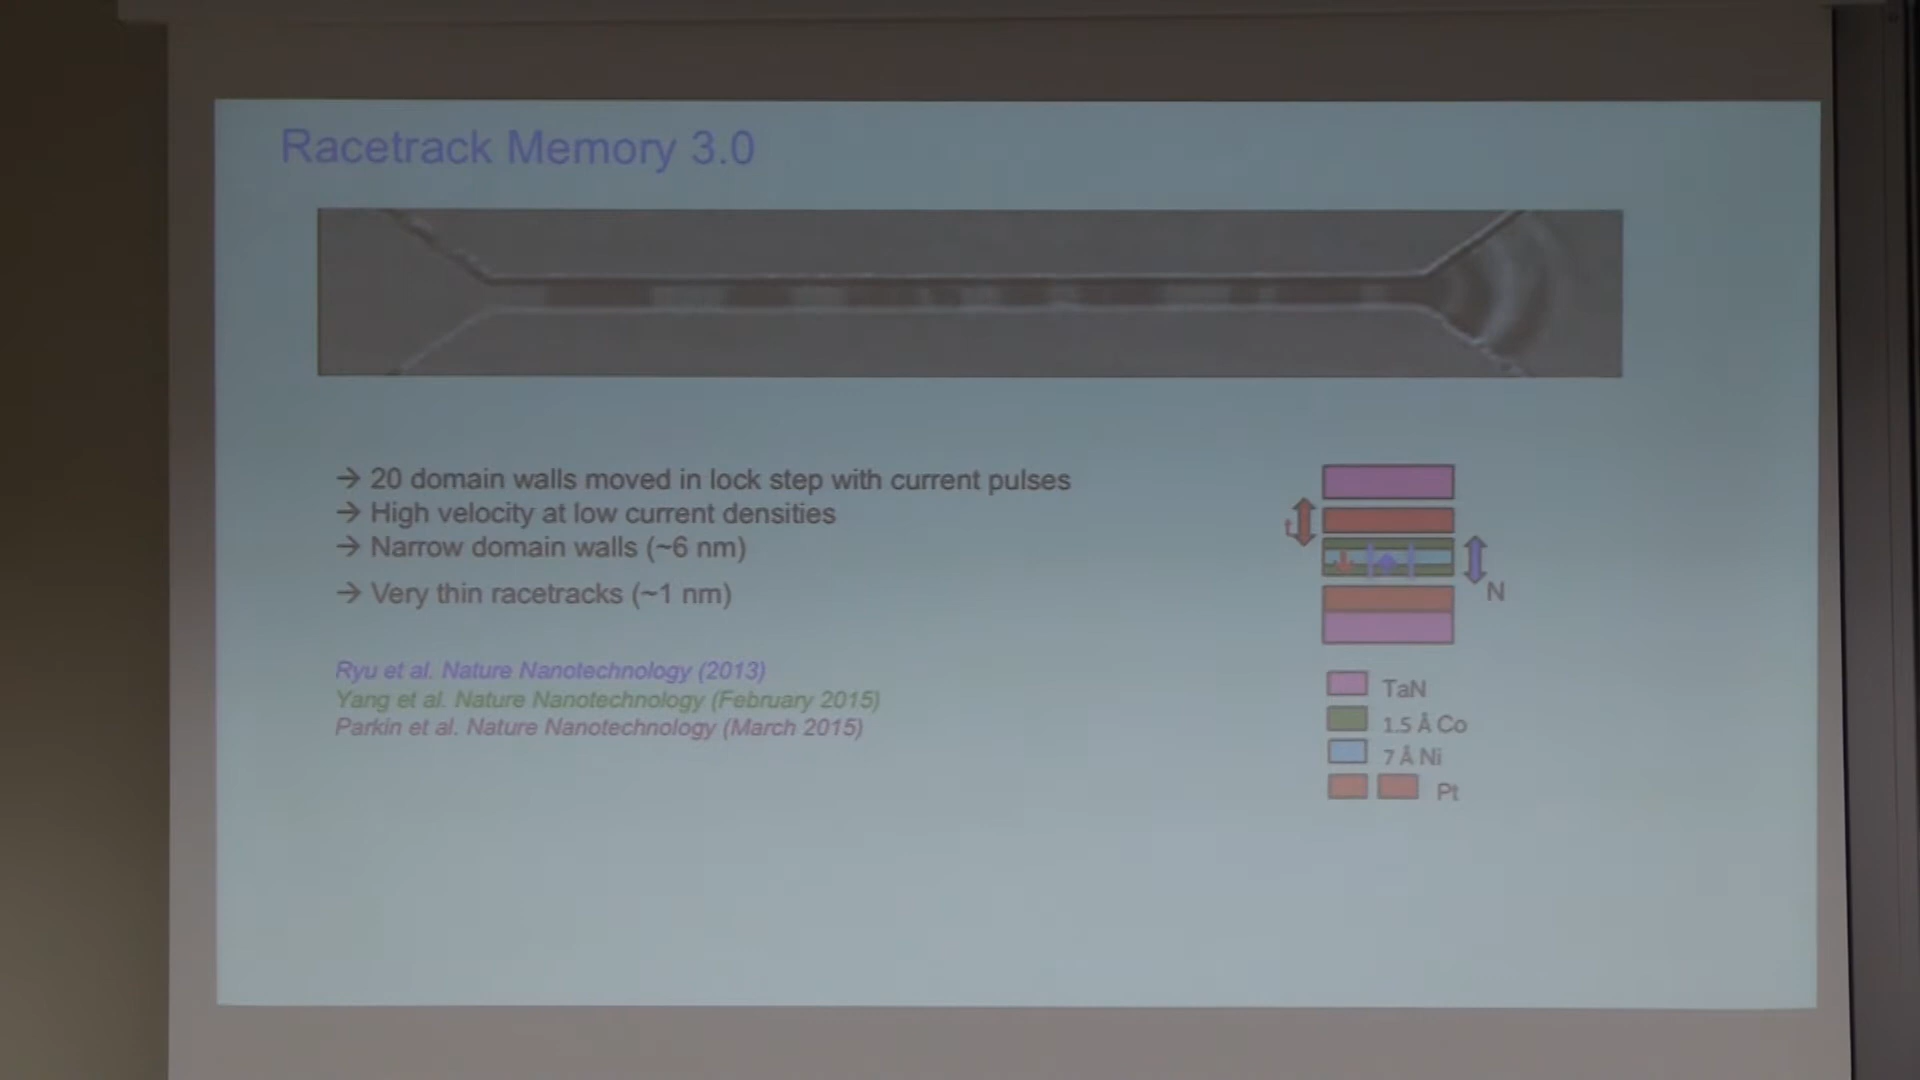 Racetrack Memory 3.0
→ 20 domain walls moved in lock step with current pulses
→ High velocity at low current densities
→ Narrow domain walls (~6 nm)
→ Very thin racetracks (~1 nm)
Ryu et al. Nature Nanotechnology (2013)
Yang et al. Nature Nanotechnology (February 2015)
Parkin et al. Nature Nanotechnology (March 2015)
N
TaN
1.5 Å Co
7 Å Ni
Pt